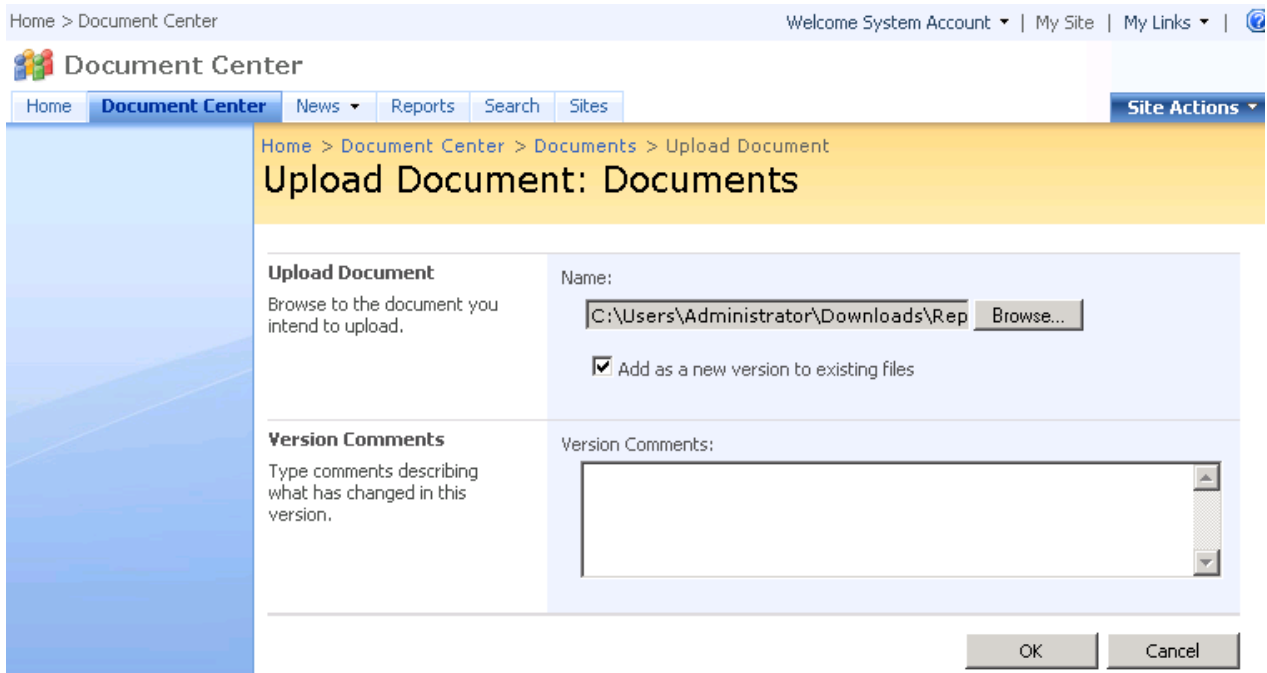 Home > Document Center
Welcome System Account | My Site | My Links |
Document Center
Home Document Center News Reports Search Sites
Site Actions
Home > Document Center > Documents > Upload Document
Upload Document: Documents
Upload Document
Browse to the document you
intend to upload.
Name:
C:\Users\Administrator\Downloads\Rep
Browse...
Add as a new version to existing files
Version Comments
Type comments describing
what has changed in this
version.
Version Comments:
OK
Cancel